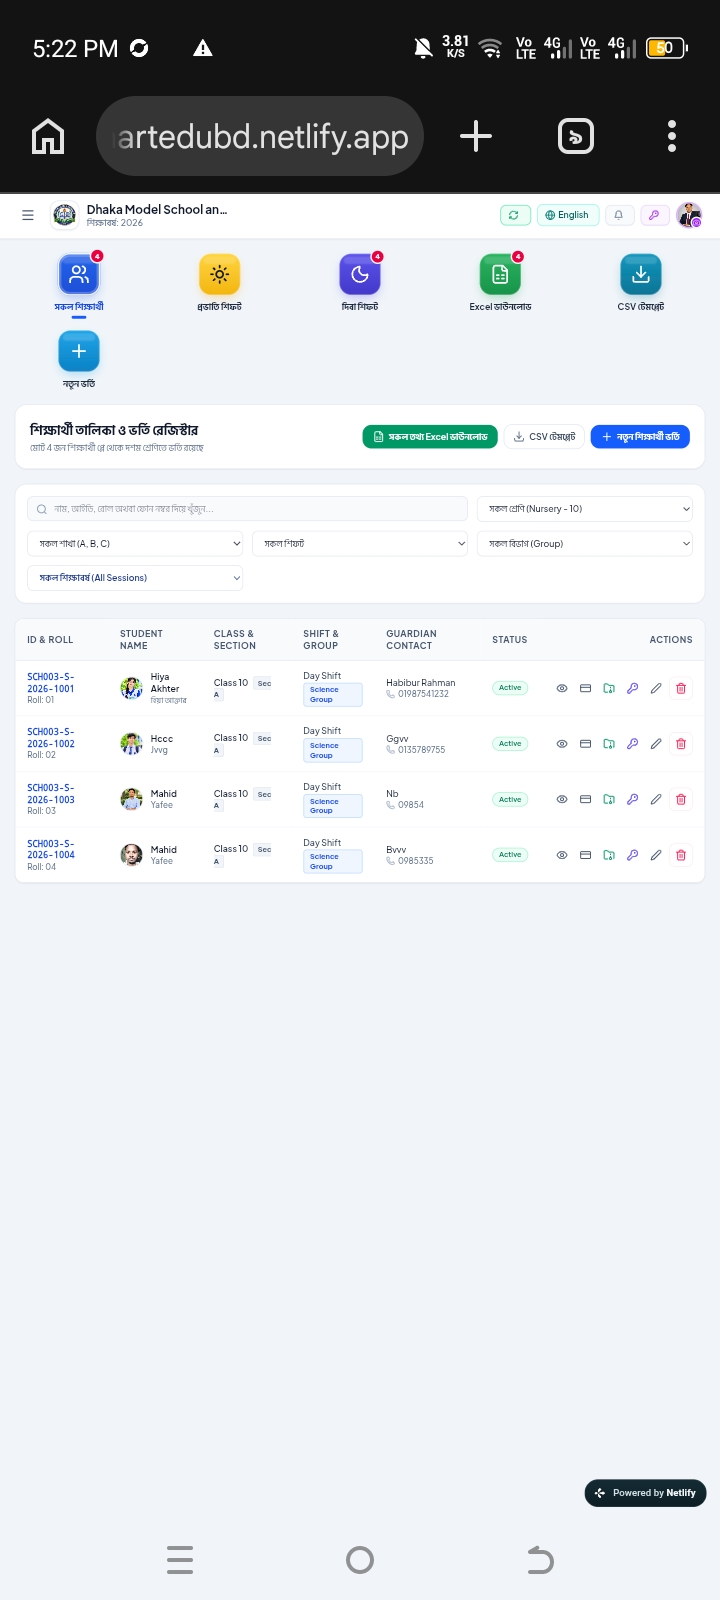 5:22 PM
3.81 K/S
Vo LTE 4G Vo LTE 4G
50
artedubd.netlify.app
Dhaka Model School an...
শিক্ষাবর্ষ: 2026
English
4
4
4
সকল শিক্ষার্থী
প্রভাতি শিফট
দিবা শিফট
Excel ডাউনলোড
CSV টেমপ্লেট
নতুন ভর্তি
শিক্ষার্থী তালিকা ও ভর্তি রেজিস্টার
মোট 4 জন শিক্ষার্থী প্লে থেকে দশম শ্রেণিতে ভর্তি রয়েছে
সকল তথ্য Excel ডাউনলোড
CSV টেমপ্লেট
নতুন শিক্ষার্থী ভর্তি
নাম, আইডি, রোল অথবা ফোন নম্বর দিয়ে খুঁজুন...
সকল শ্রেণি (Nursery - 10)
সকল শাখা (A, B, C)
সকল শিফট
সকল বিভাগ (Group)
সকল শিক্ষাবর্ষ (All Sessions)
ID & ROLL
STUDENT NAME
CLASS & SECTION
SHIFT & GROUP
GUARDIAN CONTACT
STATUS
ACTIONS
SCH003-S-2026-1001
Roll: 01
Hiya Akhter
হিয়া আক্তার
Class 10 Sec A
Day Shift
Science Group
Habibur Rahman
01987541232
Active
SCH003-S-2026-1002
Roll: 02
Hccc
Jvvg
Class 10 Sec A
Day Shift
Science Group
Ggvv
0135789755
Active
SCH003-S-2026-1003
Roll: 03
Mahid
Yafee
Class 10 Sec A
Day Shift
Science Group
Nb
09854
Active
SCH003-S-2026-1004
Roll: 04
Mahid
Yafee
Class 10 Sec A
Day Shift
Science Group
Bvvv
0985335
Active
Powered by Netlify